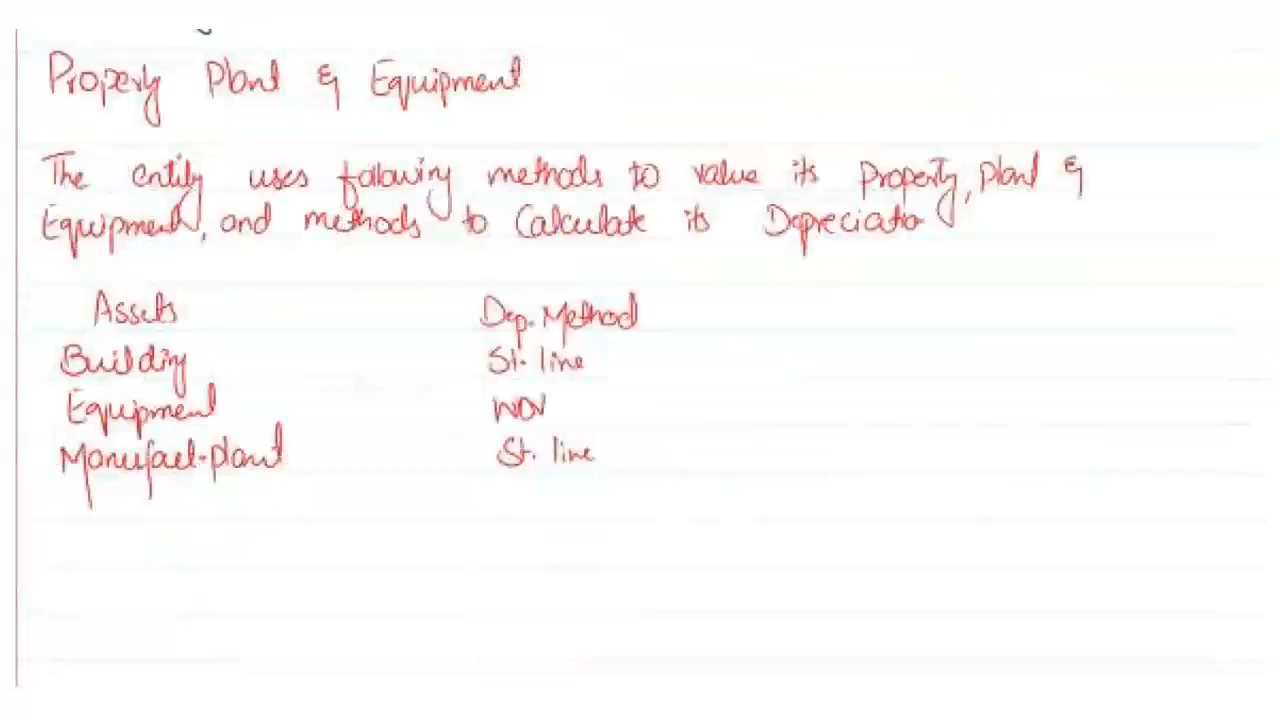 Property Plant & Equipment
The entity uses following methods to value its Property, Plant &
Equipment, and methods to Calculate its Depreciatio
Assets Dep. Method
Building St. line
Equipment WDV
Manufact-plant St. line